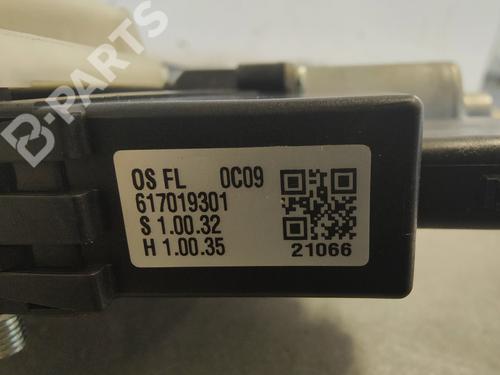 B-PARTS
OS FL 0C09
617019301
S 1.00.32
H 1.00.35
21066